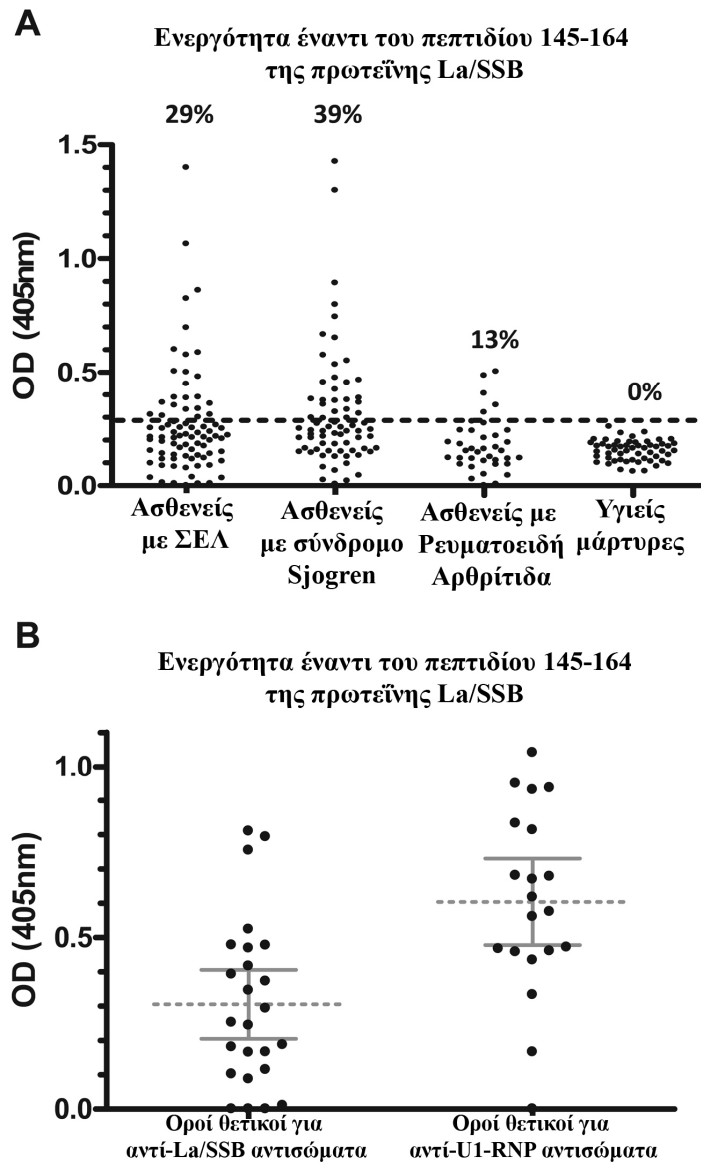 A
Ενεργότητα έναντι του πεπτιδίου 145-164
της πρωτεΐνης La/SSB
29%
39%
13%
0%
OD (405nm)
1.5
1.0
0.5
0.0
Ασθενείς
με ΣΕΛ
Ασθενείς
με σύνδρομο
Sjogren
Ασθενείς με
Ρευματοειδή
Αρθρίτιδα
Υγιείς
μάρτυρες
B
Ενεργότητα έναντι του πεπτιδίου 145-164
της πρωτεΐνης La/SSB
OD (405nm)
1.0
0.5
0.0
Οροί θετικοί για
αντί-La/SSB αντισώματα
Οροί θετικοί για
αντί-U1-RNP αντισώματα